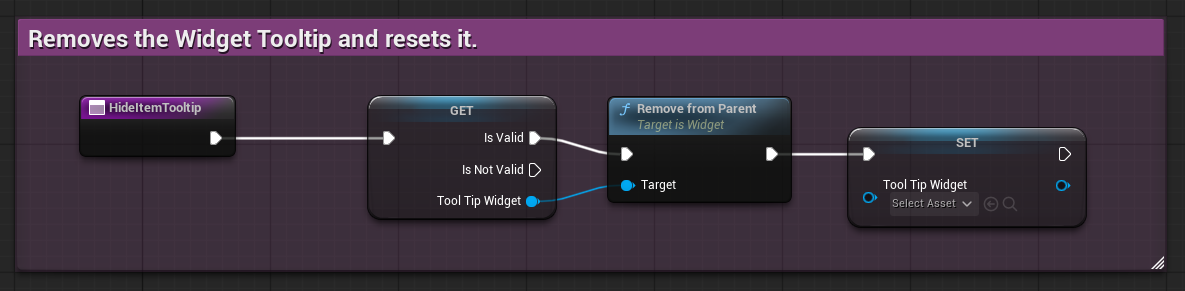 Removes the Widget Tooltip and resets it.
HideItemTooltip
GET
Is Valid
Is Not Valid
Tool Tip Widget
f Remove from Parent
Target is Widget
Target
SET
Tool Tip Widget
Select Asset